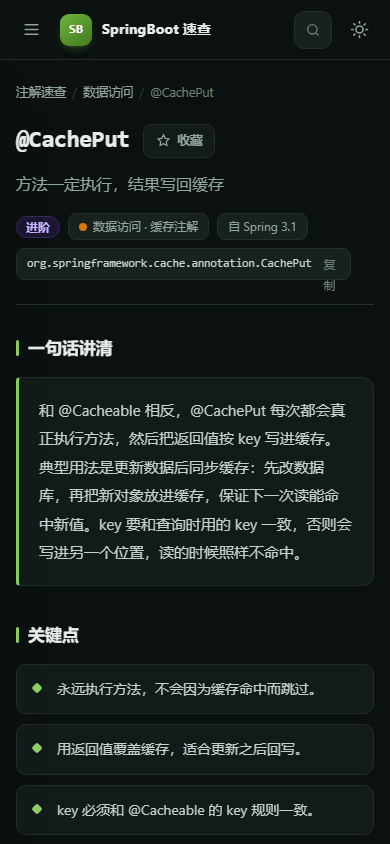 SB SpringBoot 速查
注解速查 / 数据访问 / @CachePut
@CachePut 收藏
方法一定执行，结果写回缓存
进阶 数据访问 · 缓存注解 自 Spring 3.1
org.springframework.cache.annotation.CachePut 复制
一句话讲清
和 @Cacheable 相反，@CachePut 每次都会真
正执行方法，然后把返回值按 key 写进缓存。
典型用法是更新数据后同步缓存：先改数据
库，再把新对象放进缓存，保证下一次读能命
中新值。key 要和查询时用的 key 一致，否则会
写进另一个位置，读的时候照样不命中。
关键点
永远执行方法，不会因为缓存命中而跳过。
用返回值覆盖缓存，适合更新之后回写。
key 必须和 @Cacheable 的 key 规则一致。